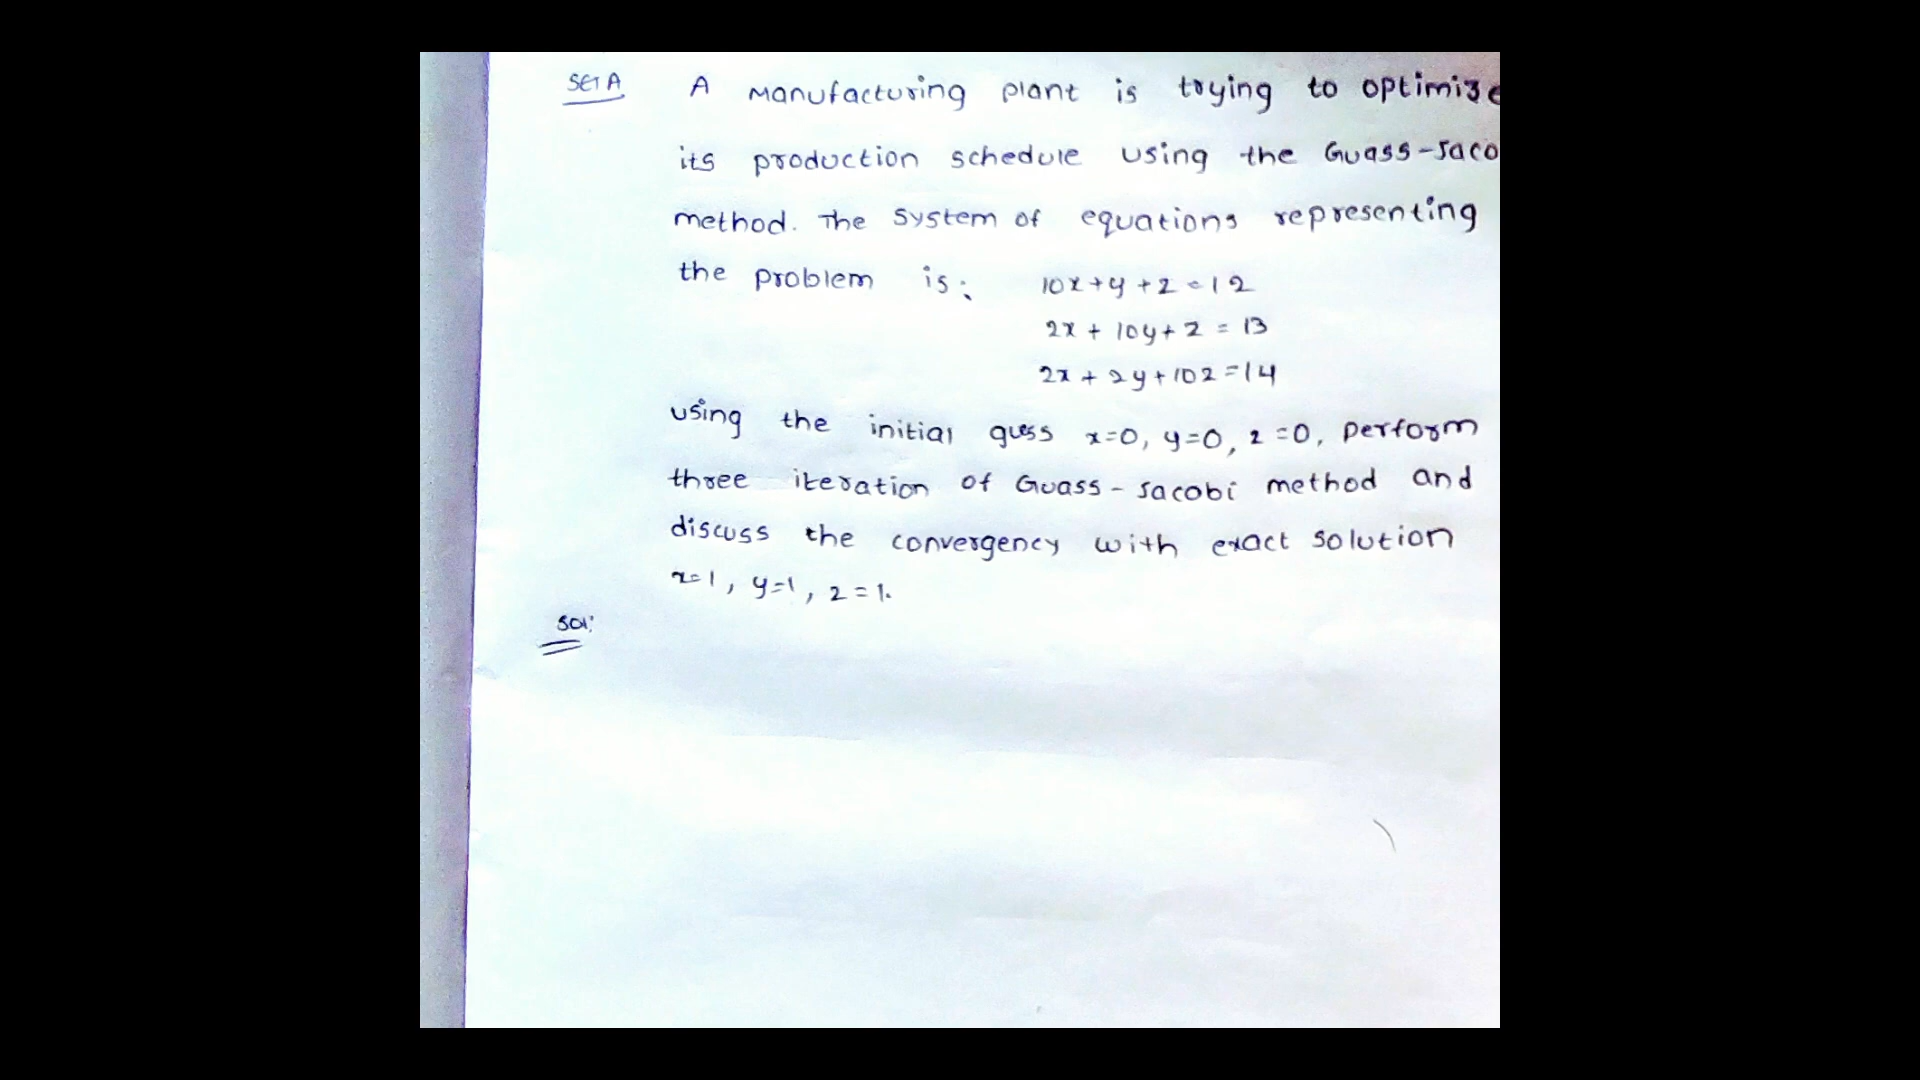 SET A A Manufacturing plant is trying to optimize
its production schedule using the Guass-Jaco
method. The System of equations representing
the problem is: 10x+y+z=12
2x + 10y+z = 13
2x + 2y+10z=14
using the initial guess x=0, y=0, z=0, perform
three iteration of Guass-Jacobi method and
discuss the convergency with exact solution
x=1, y=1, z=1.
Sol: